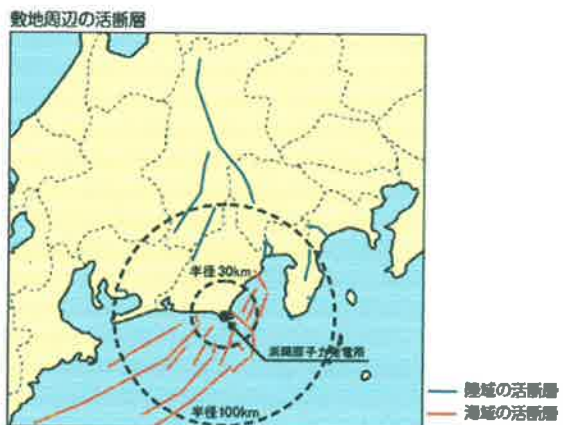 敷地周辺の活断層
半径30km
浜岡原子力発電所
半径100km
陸域の活断層
海域の活断層